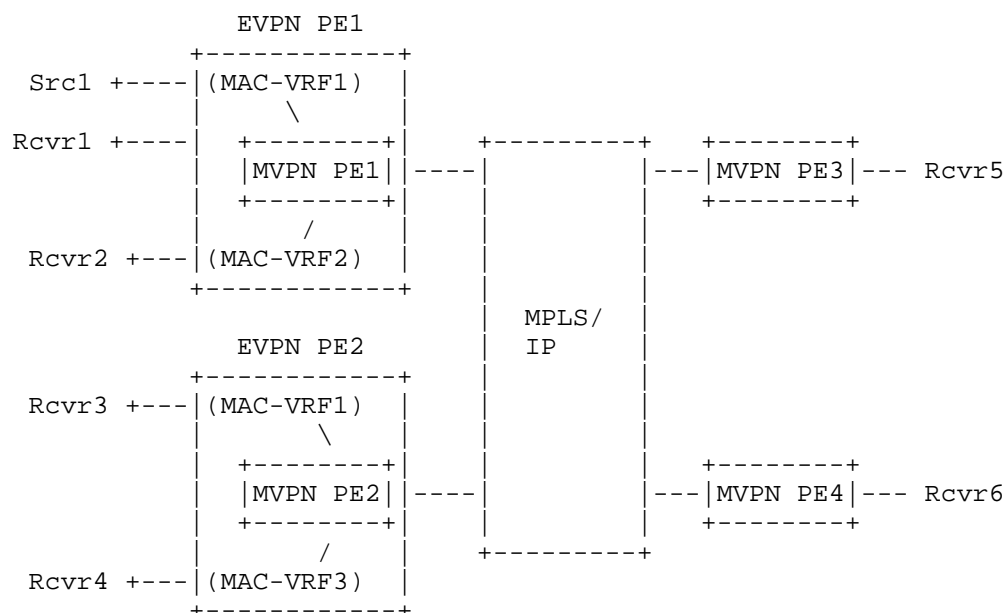 EVPN PE1
Src1 (MAC-VRF1)
Rcvr1
MVPN PE1 MVPN PE3 Rcvr5
Rcvr2 (MAC-VRF2)
MPLS/
EVPN PE2 IP
Rcvr3 (MAC-VRF1)
MVPN PE2 MVPN PE4 Rcvr6
Rcvr4 (MAC-VRF3)